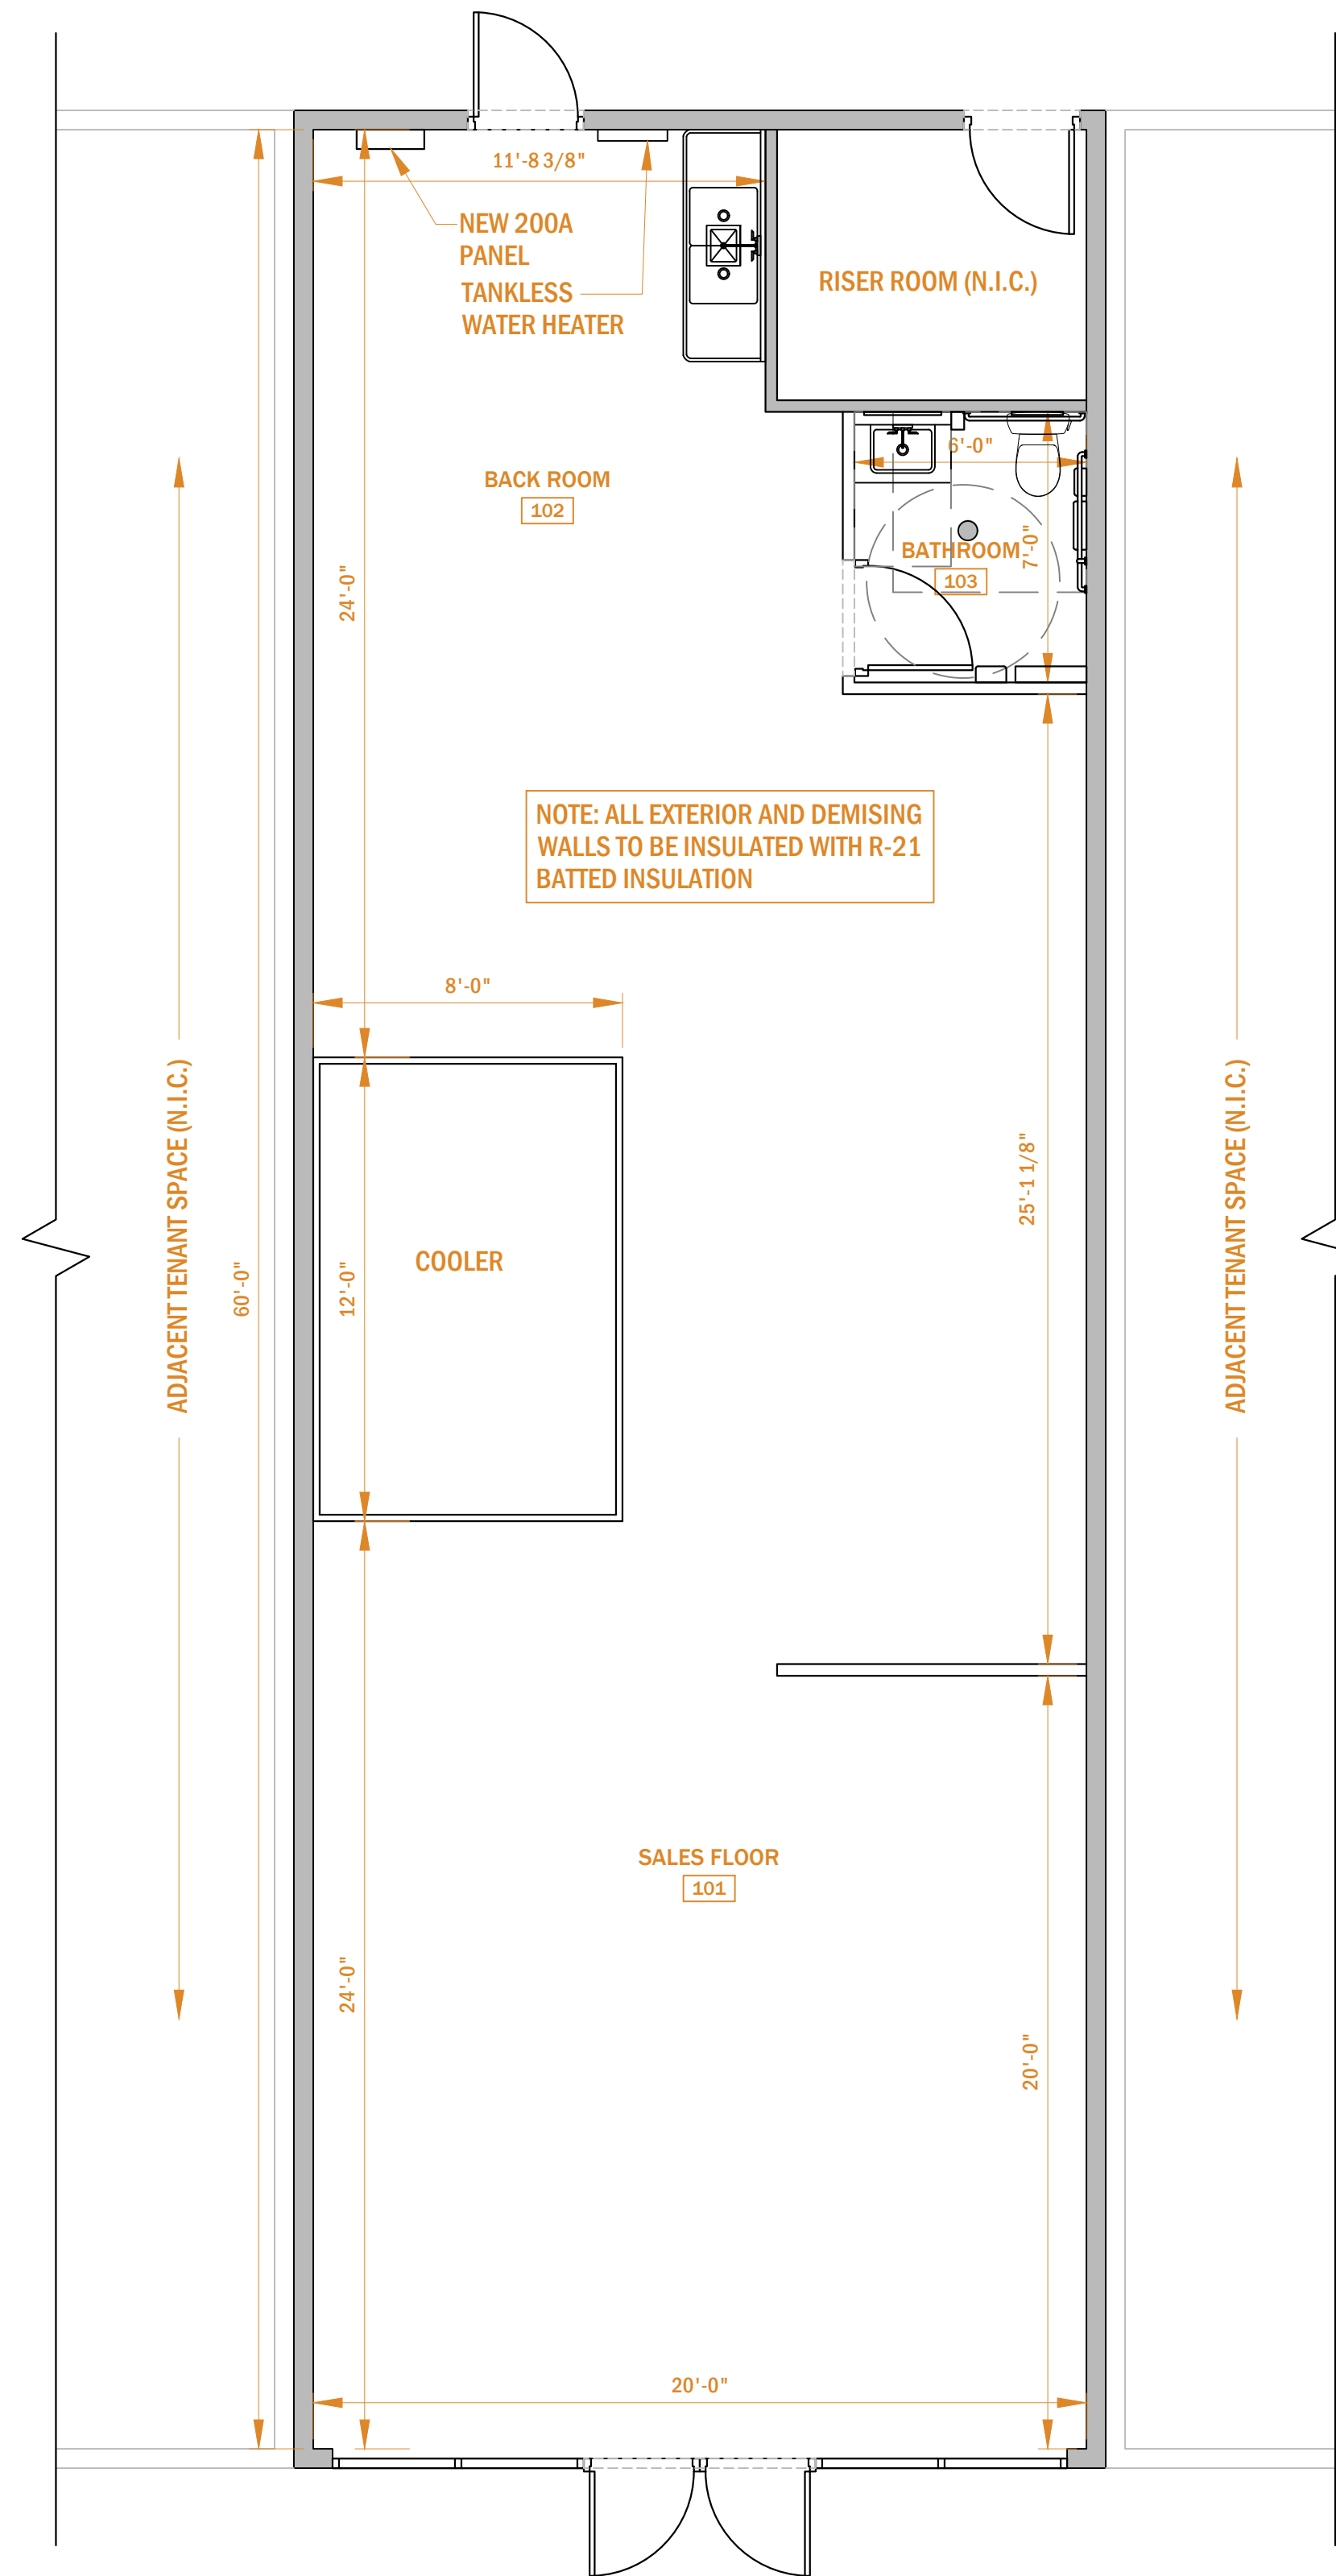 11'-8 3/8"
NEW 200A
PANEL
TANKLESS
WATER HEATER
RISER ROOM (N.I.C.)
6'-0"
BACK ROOM
102
BATHROOM
103
7'-0"
24'-0"
NOTE: ALL EXTERIOR AND DEMISING
WALLS TO BE INSULATED WITH R-21
BATTED INSULATION
8'-0"
ADJACENT TENANT SPACE (N.I.C.)
60'-0"
12'-0"
COOLER
25'-1 1/8"
ADJACENT TENANT SPACE (N.I.C.)
SALES FLOOR
101
24'-0"
20'-0"
20'-0"